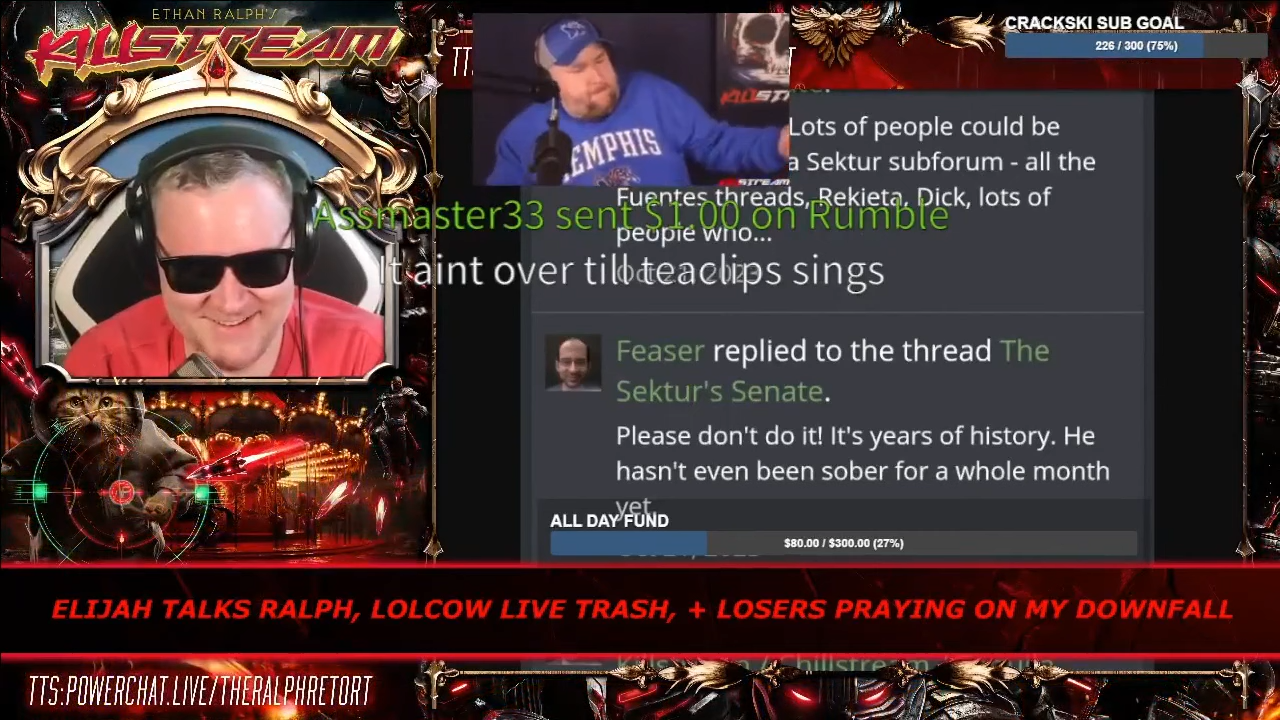 ETHAN RALPH'S
KILLSTREAM
CRACKSKI SUB GOAL
226 / 300 (75%)
TT
MEMPHIS
Lots of people could be
a Sektur subforum - all the
Fuentes threads, Rekieta, Dick, lots of
people who...
Assmaster33 sent $1.00 on Rumble
It aint over till teaclips sings
Feaser replied to the thread The
Sektur's Senate.
Please don't do it! It's years of history. He
hasn't even been sober for a whole month
yet.
ALL DAY FUND
$80.00 / $300.00 (27%)
ELIJAH TALKS RALPH, LOLCOW LIVE TRASH, + LOSERS PRAYING ON MY DOWNFALL
TTS:POWERCHAT.LIVE/THERALPHRETORT